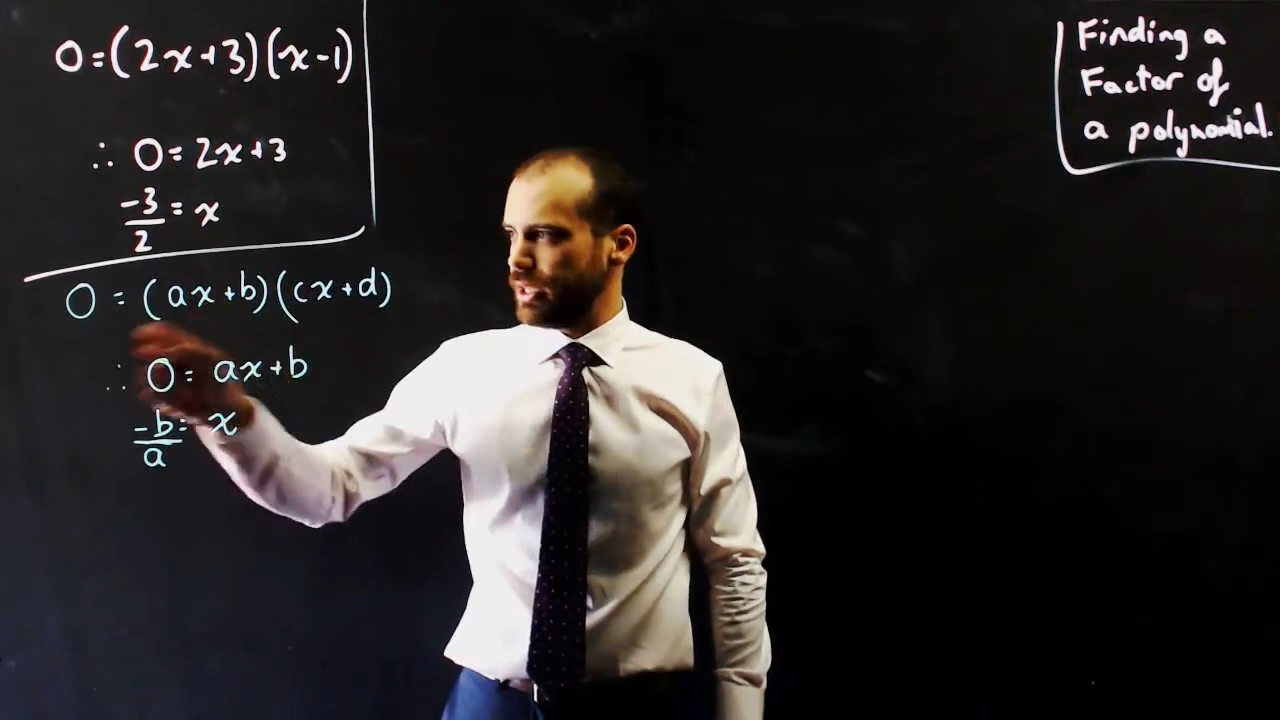 0=(2x+3)(x-1)
∴ 0=2x+3
-3/2 = x
0 = (ax+b)(cx+d)
∴ 0= ax+b
-b/a = x
Finding a
Factor of
a polynomial.